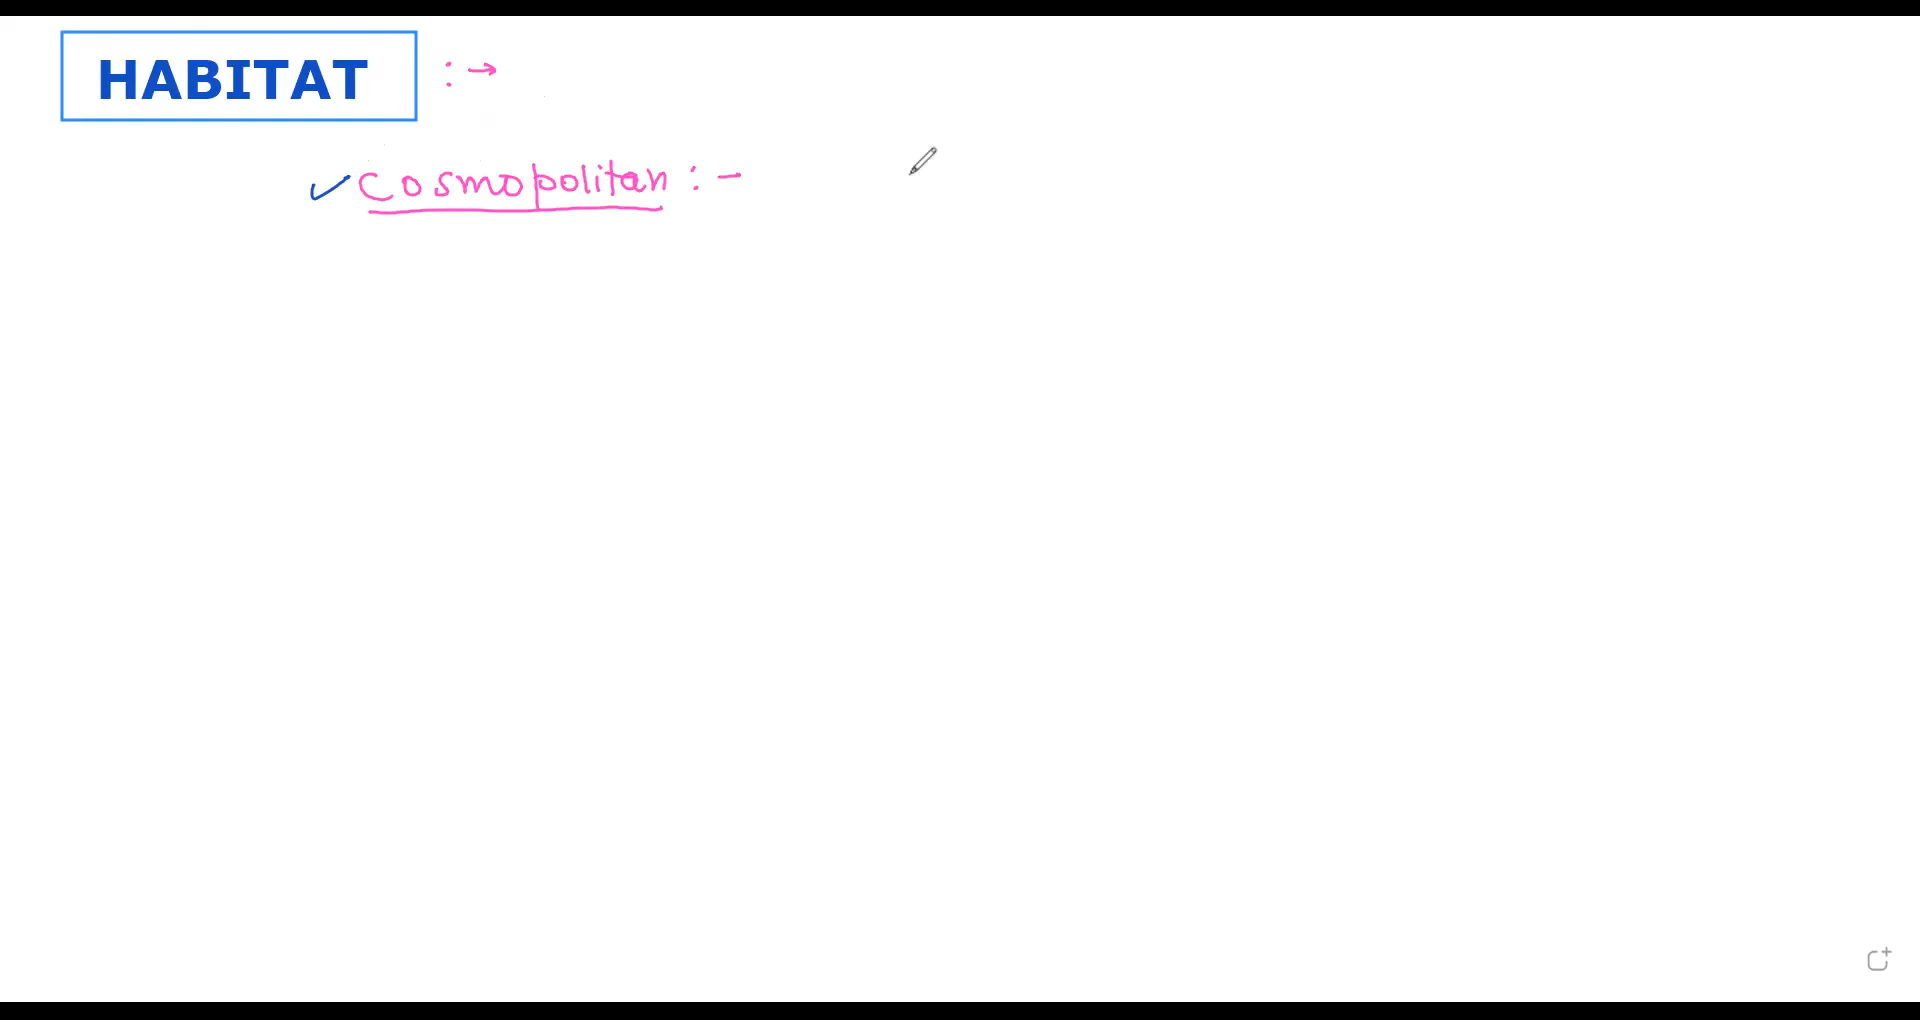 HABITAT :→
✓ Cosmopolitan :-